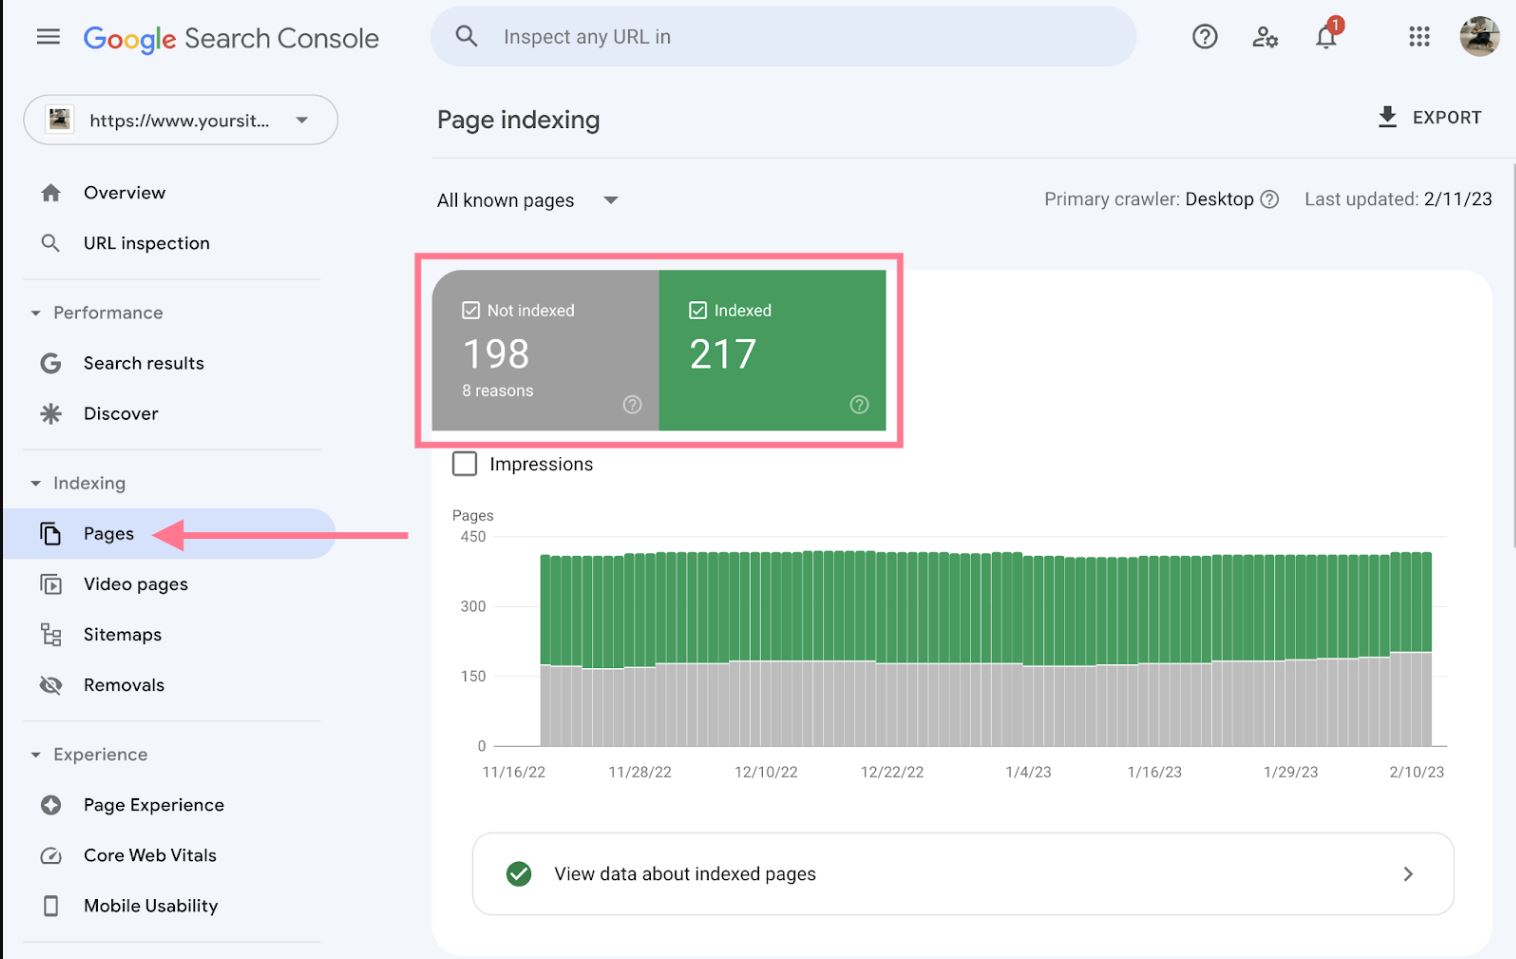 Google Search Console
Inspect any URL in
1
https://www.yoursit...
Page indexing
EXPORT
Overview
URL inspection
Performance
Search results
Discover
Indexing
Pages
Video pages
Sitemaps
Removals
Experience
Page Experience
Core Web Vitals
Mobile Usability
All known pages
Primary crawler: Desktop
Last updated: 2/11/23
Not indexed
198
8 reasons
Indexed
217
Impressions
Pages
450
300
150
0
11/16/22 11/28/22 12/10/22 12/22/22 1/4/23 1/16/23 1/29/23 2/10/23
View data about indexed pages